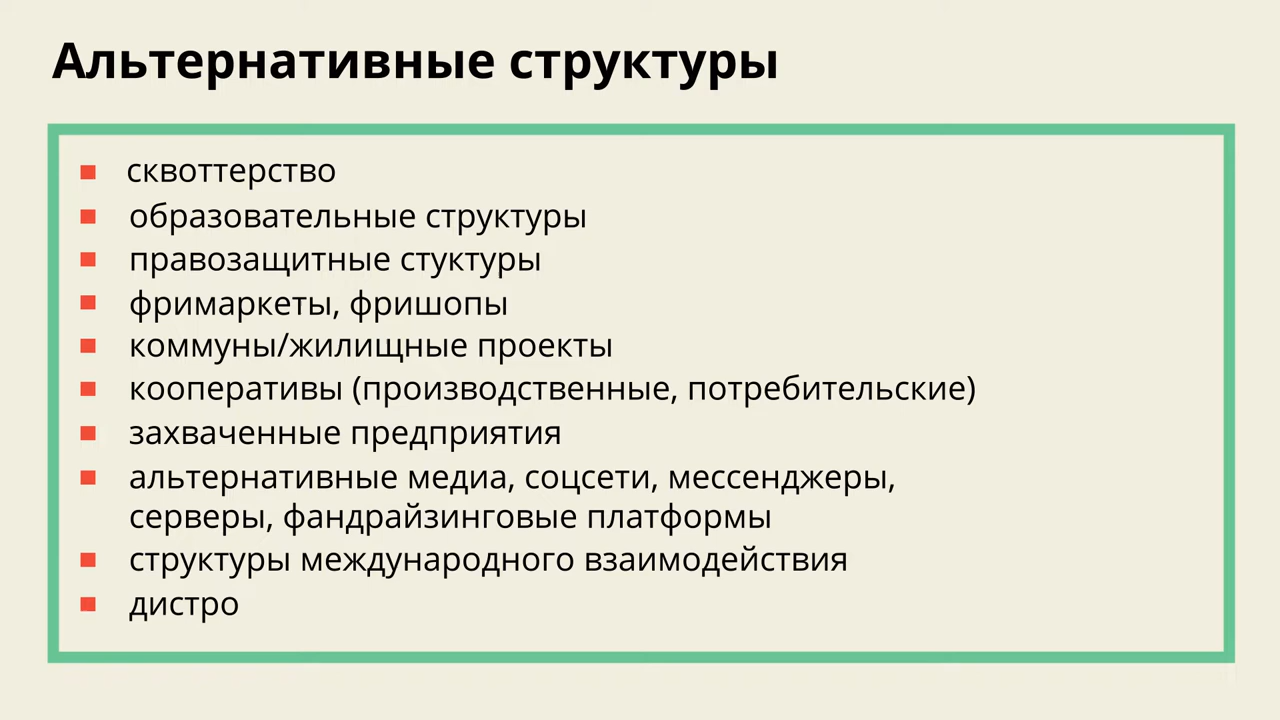 Альтернативные структуры
сквоттерство
образовательные структуры
правозащитные стуктуры
фримаркеты, фришопы
коммуны/жилищные проекты
кооперативы (производственные, потребительские)
захваченные предприятия
альтернативные медиа, соцсети, мессенджеры,
серверы, фандрайзинговые платформы
структуры международного взаимодействия
дистро